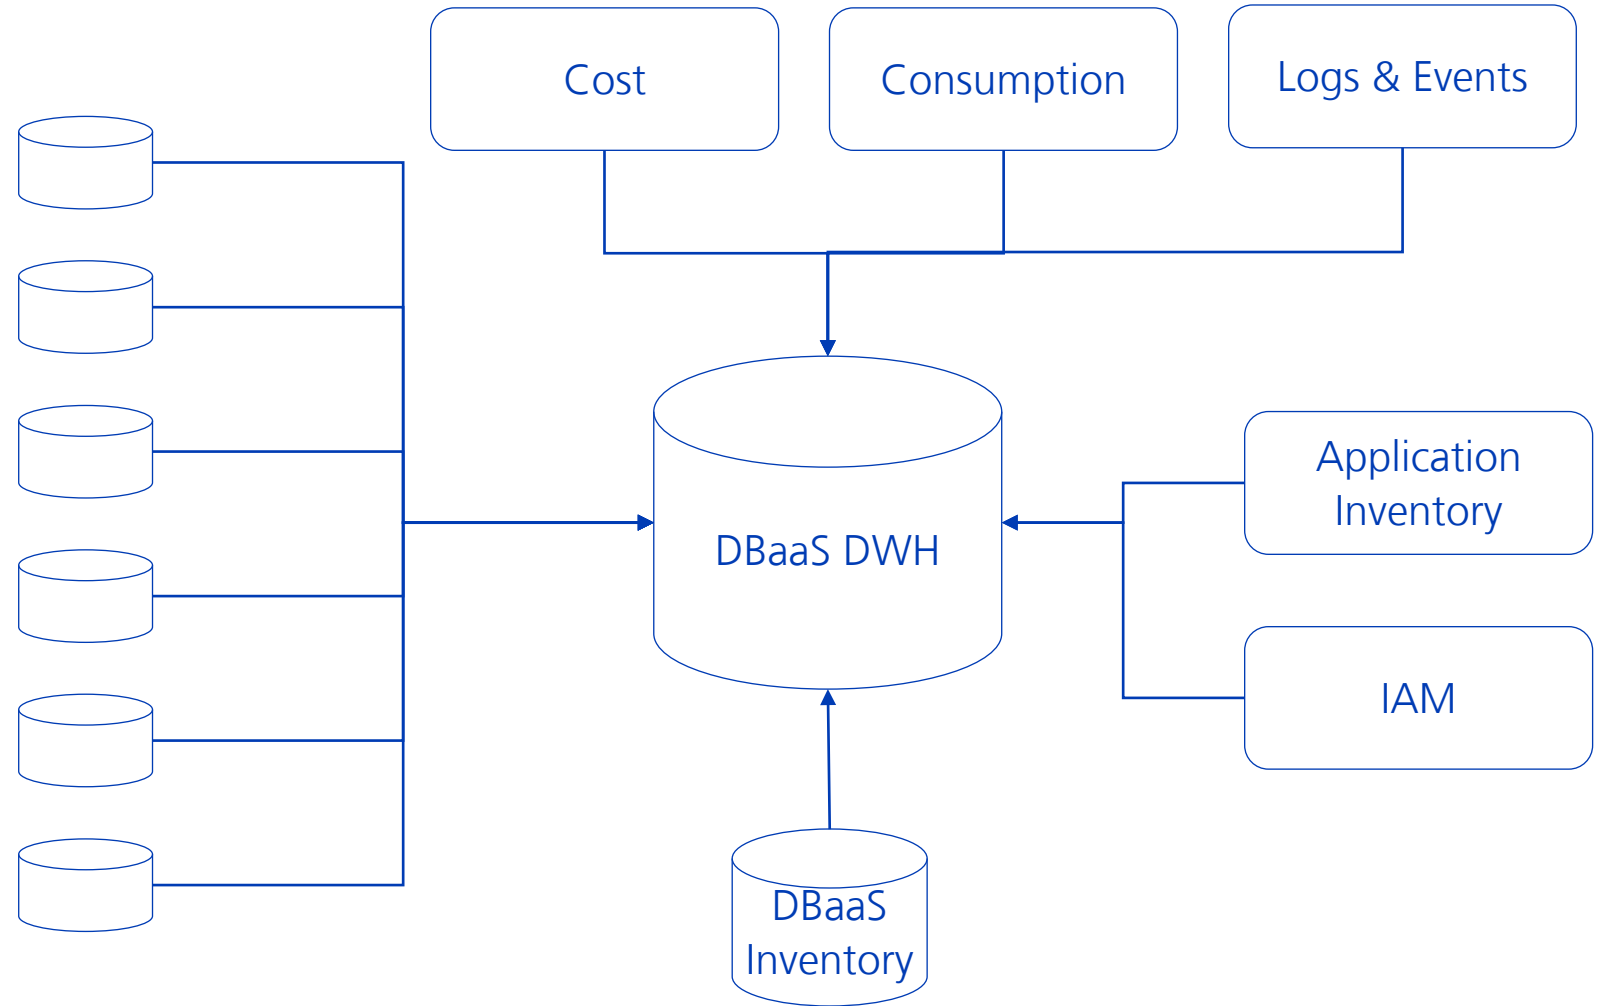 Cost
Consumption
Logs & Events
DBaaS DWH
Application
Inventory
IAM
DBaaS
Inventory